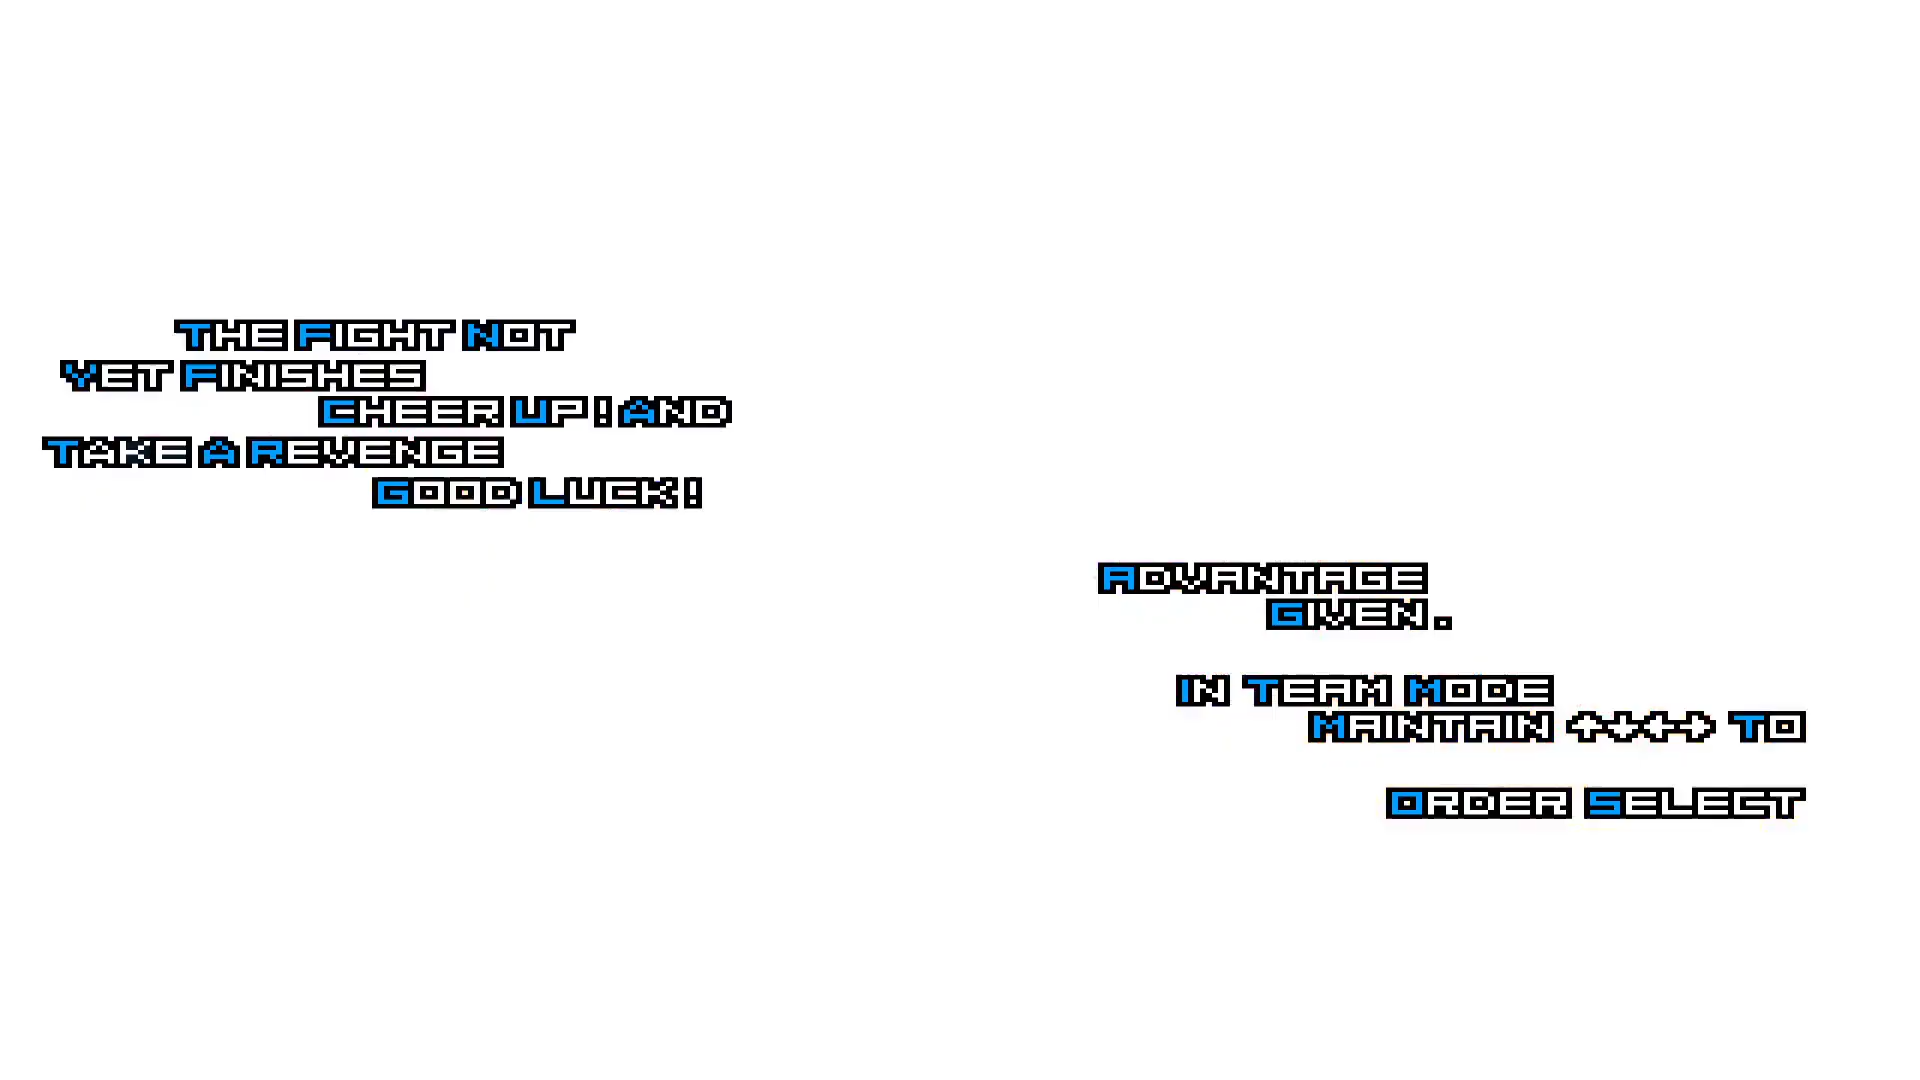 The Fight Not
Yet Finishes
Cheer Up! And
Take A Revenge
Good Luck!
Advantage
Given.
In Team Mode
Maintain ↑↓←→ To
Order Select